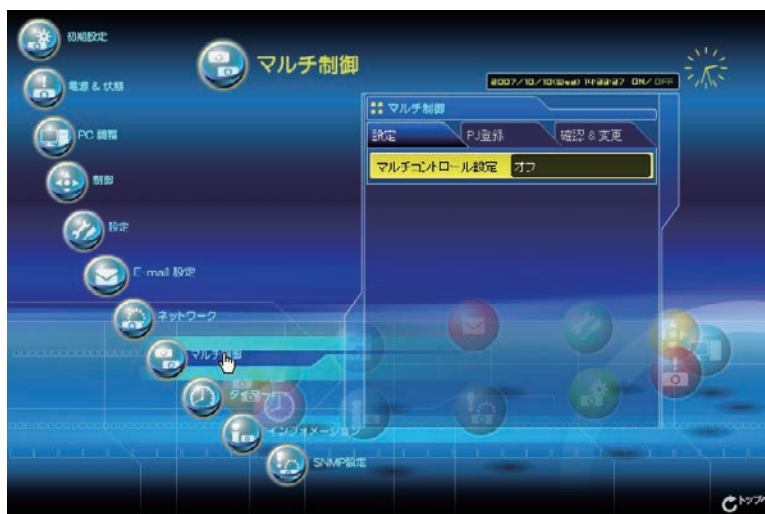 初期設定
マルチ制御
電源 & 状態
2007/10/10(Wed) 14:33:27 ON/OFF
マルチ制御
PC 調整
設定
PJ登録
確認 & 変更
マルチコントロール設定
オフ
制御
設定
E-mail 設定
ネットワーク
マルチ制御
タイマー
インフォメーション
SNMP設定
トップへ